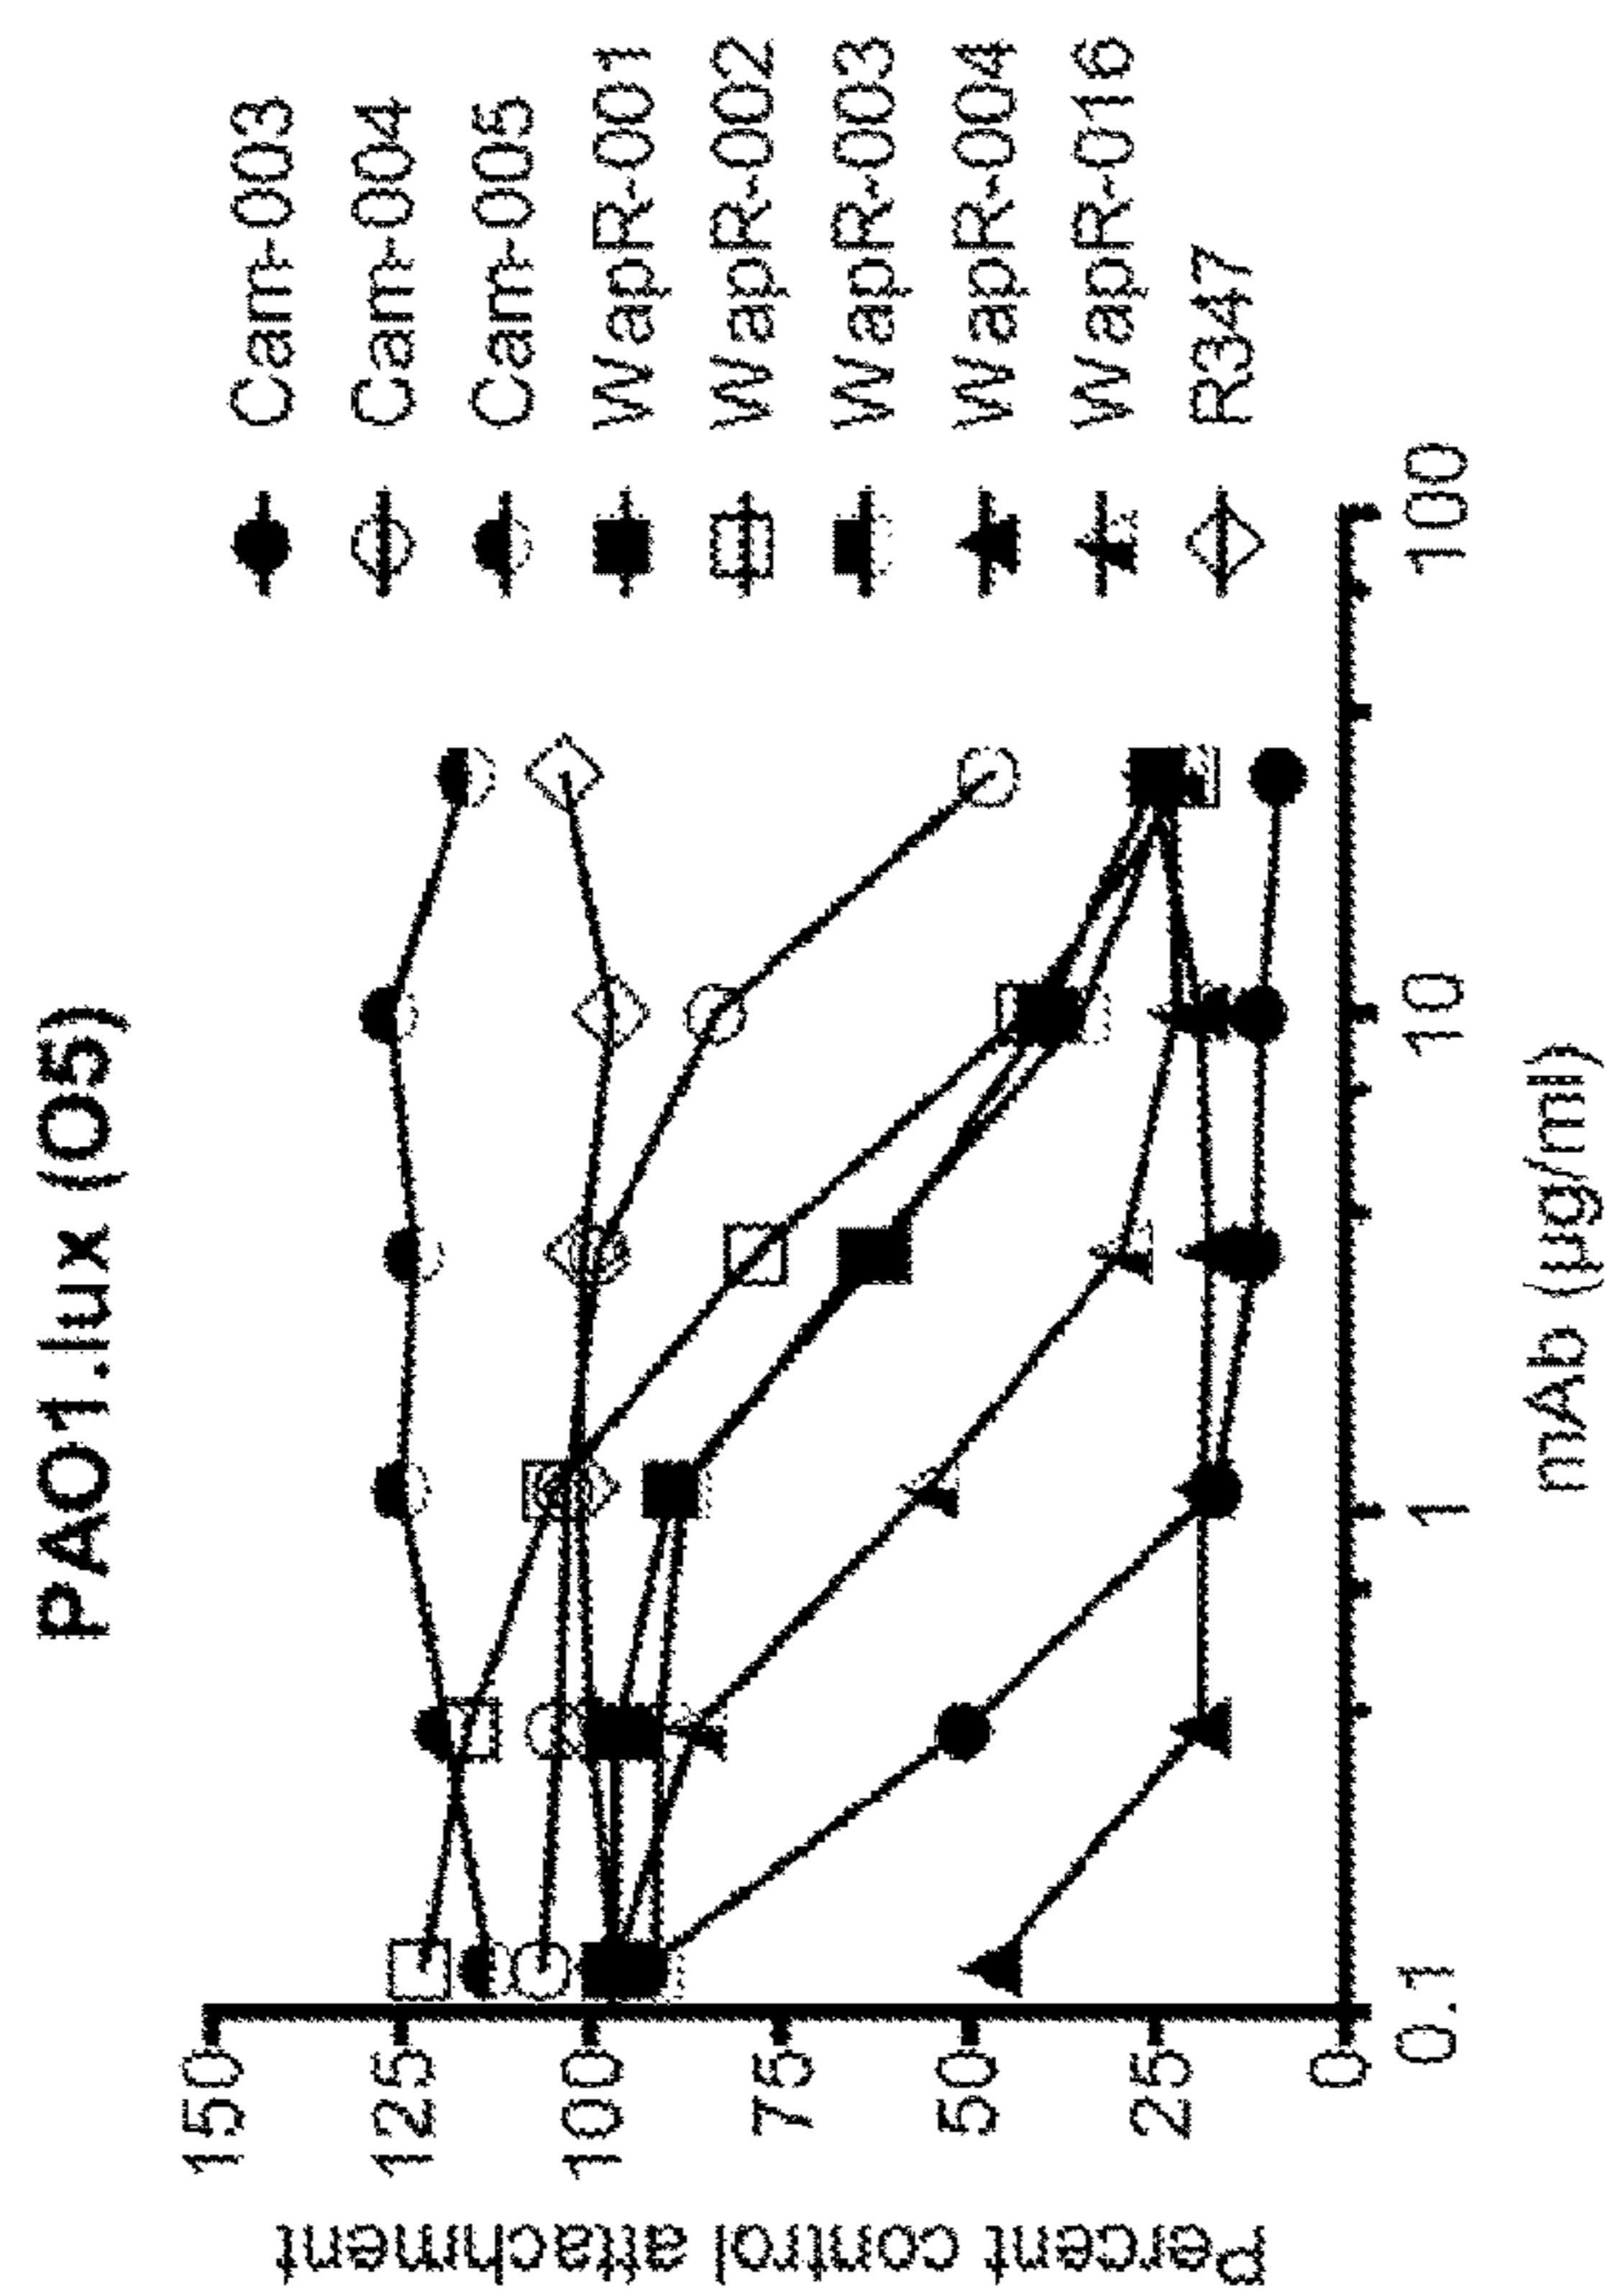 PAO1.lux (O5)
Percent control attachment
150
125
100
75
50
25
0
0.1
1
10
100
mAb (µg/ml)
Cam-003
Cam-004
Cam-005
WapR-001
WapR-002
WapR-003
WapR-004
WapR-016
R347